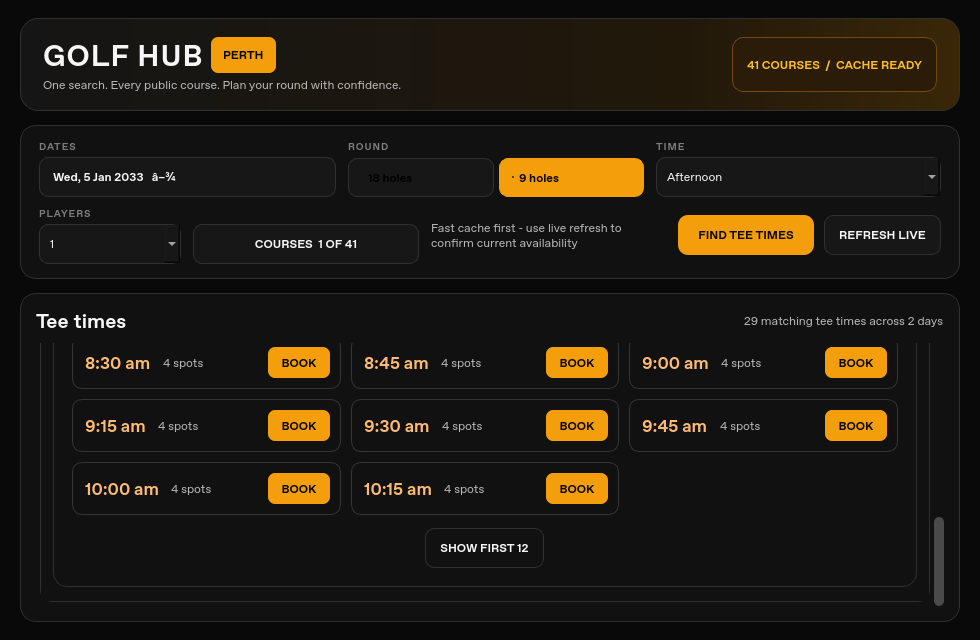 GOLF HUB PERTH
One search. Every public course. Plan your round with confidence.
41 COURSES / CACHE READY
DATES
Wed, 5 Jan 2033 â–¾
ROUND
18 holes
· 9 holes
TIME
Afternoon
PLAYERS
1
COURSES 1 OF 41
Fast cache first - use live refresh to
confirm current availability
FIND TEE TIMES
REFRESH LIVE
Tee times
29 matching tee times across 2 days
8:30 am 4 spots BOOK
8:45 am 4 spots BOOK
9:00 am 4 spots BOOK
9:15 am 4 spots BOOK
9:30 am 4 spots BOOK
9:45 am 4 spots BOOK
10:00 am 4 spots BOOK
10:15 am 4 spots BOOK
SHOW FIRST 12